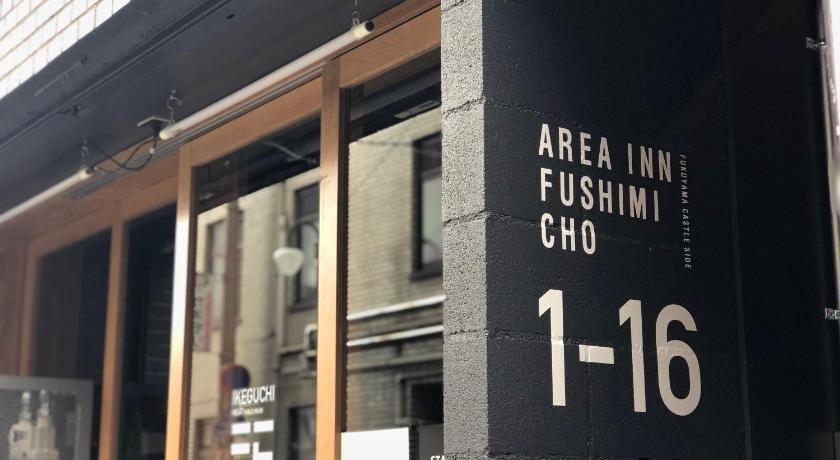 AREA INN
FUSHIMI
CHO
FUKUYAMA CASTLE SIDE
1-16
IKEGUCHI